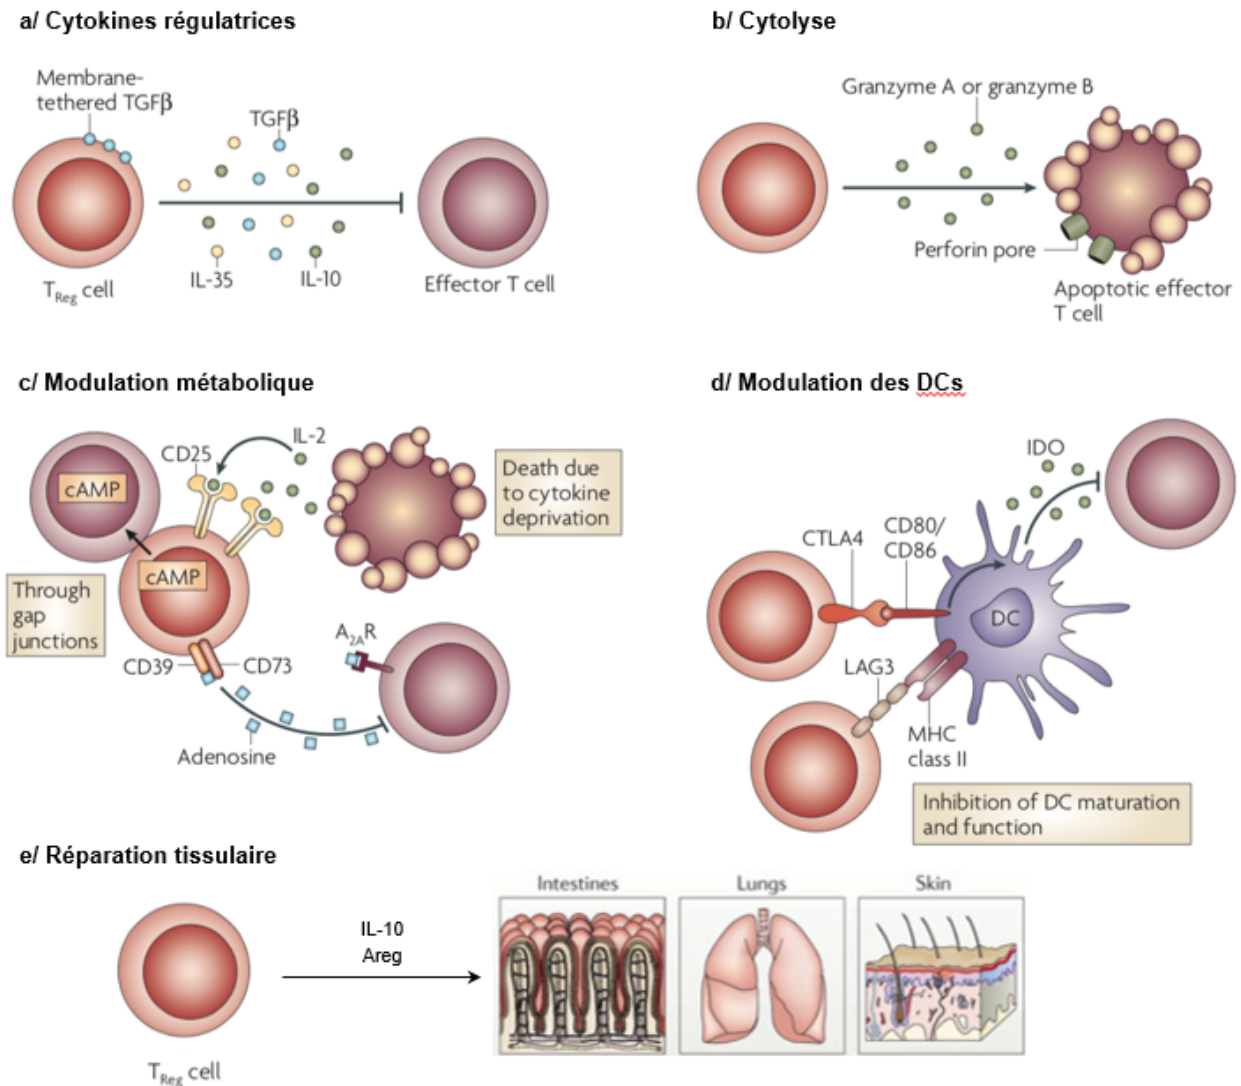 a/ Cytokines régulatrices
Membrane-
tethered TGFβ
TGFβ
IL-35
IL-10
TReg cell
Effector T cell
b/ Cytolyse
Granzyme A or granzyme B
Perforin pore
Apoptotic effector
T cell
c/ Modulation métabolique
IL-2
CD25
cAMP
cAMP
Death due
to cytokine
deprivation
Through
gap
junctions
CD39
CD73
A2AR
Adenosine
d/ Modulation des DCs
IDO
CTLA4
CD80/
CD86
DC
LAG3
MHC
class II
Inhibition of DC maturation
and function
e/ Réparation tissulaire
IL-10
Areg
TReg cell
Intestines
Lungs
Skin